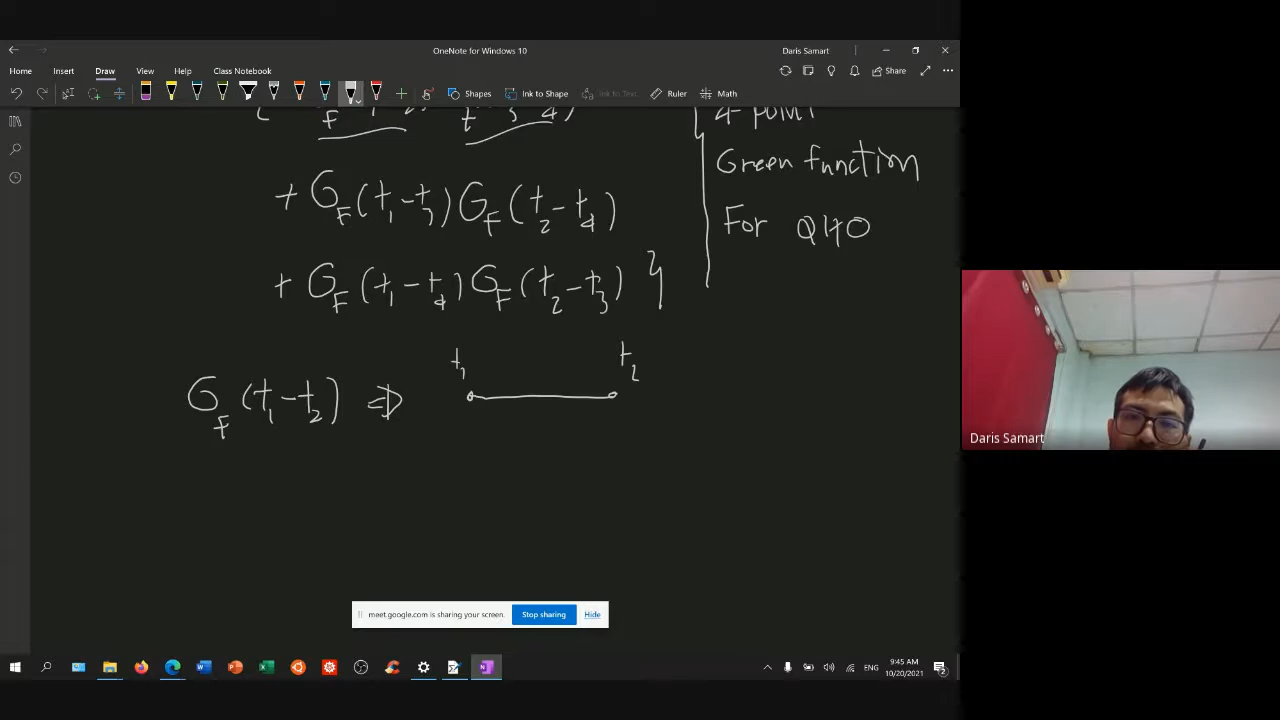 OneNote for Windows 10
Daris Samart
Home Insert Draw View Help Class Notebook
Share
Shapes Ink to Shape Ink to Text Ruler Math
4-point
+ G_F(t_1-t_3) G_F(t_2-t_4)
Green function
For QHO
+ G_F(t_1-t_4) G_F(t_2-t_3) }
t_1 t_2
G_F(t_1-t_2) ⇒
Daris Samart
meet.google.com is sharing your screen. Stop sharing Hide
ENG
9:45 AM
10/20/2021
2